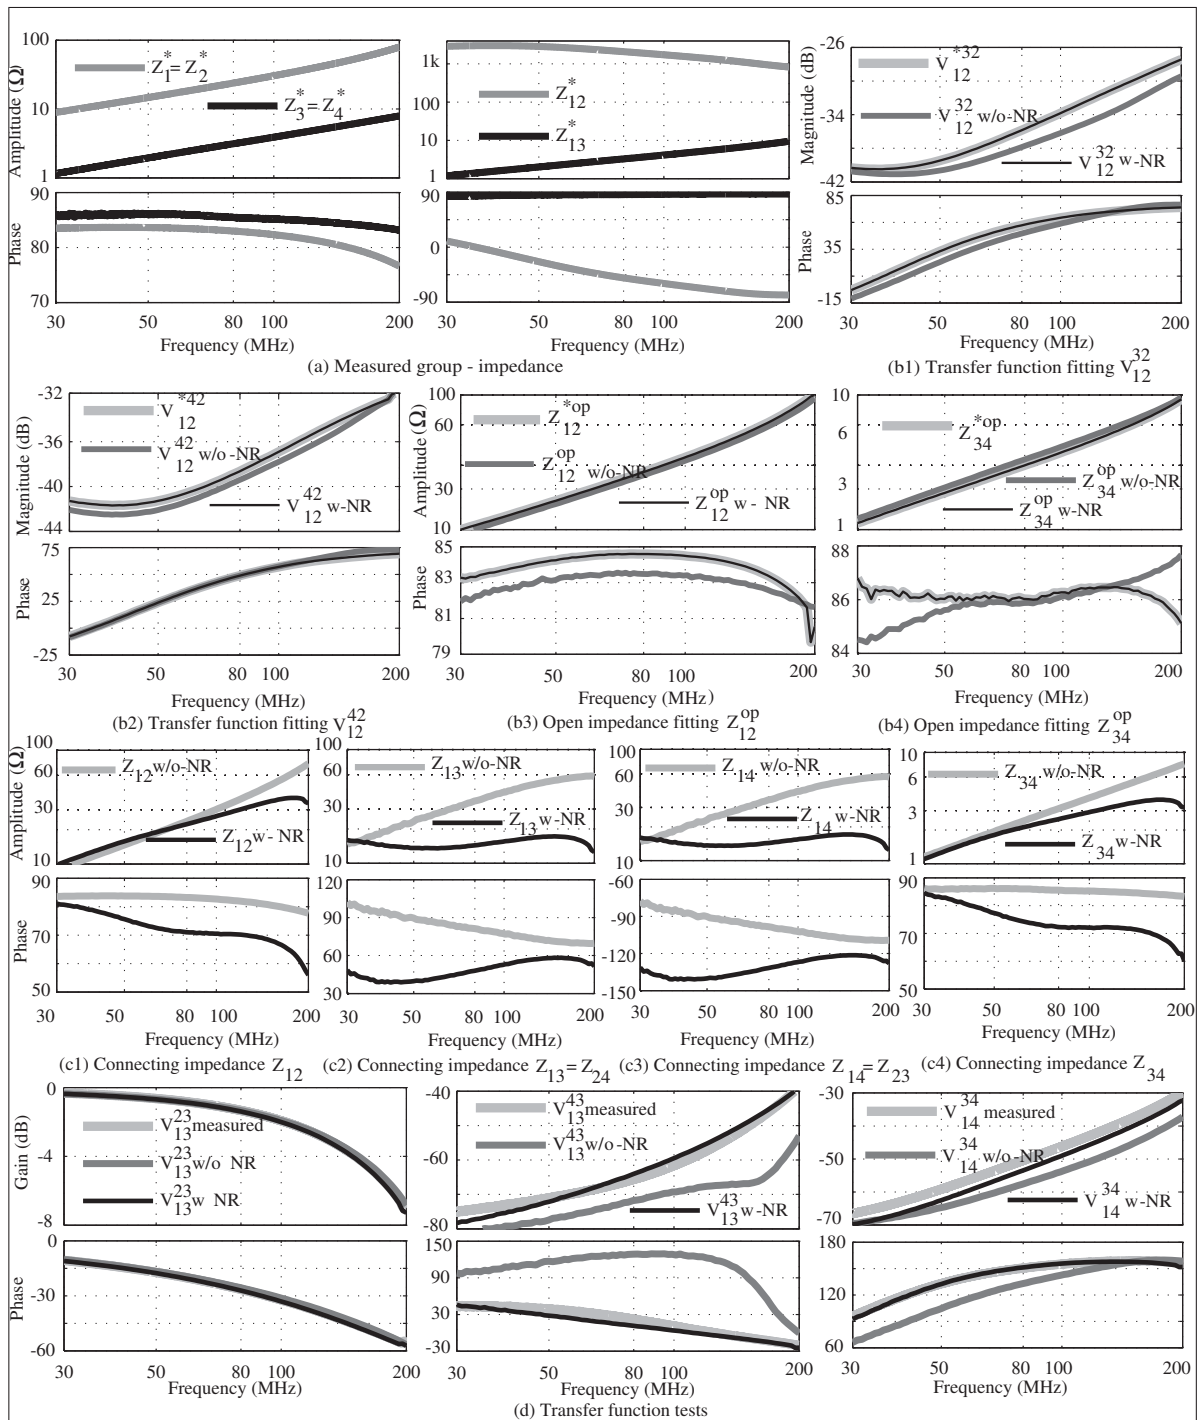 100
10
1
Amplitude (Ω)
Z*1 = Z*2
Z*3 = Z*4
90
80
70
Phase
30 50 80 100 200
Frequency (MHz)
1k
100
10
1
Z*12
Z*13
90
0
-90
30 50 80 100 200
Frequency (MHz)
(a) Measured group - impedance
-26
-34
-42
Magnitude (dB)
V*32 12
V32 12 w/o-NR
V32 12 w-NR
85
35
-15
Phase
30 50 80 100 200
Frequency (MHz)
(b1) Transfer function fitting V32 12
-32
-36
-40
-44
Magnitude (dB)
V*42 12
V42 12 w/o -NR
V42 12 w-NR
75
25
-25
Phase
30 50 80 100 200
Frequency (MHz)
(b2) Transfer function fitting V42 12
100
60
30
10
Amplitude (Ω)
Z*op 12
Zop 12 w/o-NR
Zop 12 w - NR
85
83
81
79
Phase
30 50 80 100 200
Frequency (MHz)
(b3) Open impedance fitting Zop 12
10
6
3
1
Z*op 34
Zop 34 w/o-NR
Zop 34 w-NR
88
86
84
30 50 80 100 200
Frequency (MHz)
(b4) Open impedance fitting Zop 34
100
60
30
10
Amplitude (Ω)
Z12 w/o-NR
Z12 w- NR
90
70
50
Phase
30 50 80 100 200
Frequency (MHz)
(c1) Connecting impedance Z12
100
60
30
10
Z13 w/o-NR
Z13 w-NR
120
90
60
30
30 50 80 100 200
Frequency (MHz)
(c2) Connecting impedance Z13 = Z24
100
60
30
10
Z14 w/o-NR
Z14 w-NR
-60
-90
-120
-150
30 50 80 100 200
Frequency (MHz)
(c3) Connecting impedance Z14 = Z23
10
6
3
1
Z34 w/o-NR
Z34 w-NR
90
70
50
30 50 80 100 200
Frequency (MHz)
(c4) Connecting impedance Z34
0
-4
-8
Gain (dB)
V23 13 measured
V23 13 w/o NR
V23 13 w NR
0
-30
-60
Phase
30 50 80 100 200
Frequency (MHz)
-40
-60
-80
V43 13 measured
V43 13 w/o-NR
V43 13 w-NR
150
90
30
-30
30 50 80 100 200
Frequency (MHz)
-30
-50
-70
V34 14 measured
V34 14 w/o-NR
V34 14 w-NR
180
120
60
30 50 80 100 200
Frequency (MHz)
(d) Transfer function tests